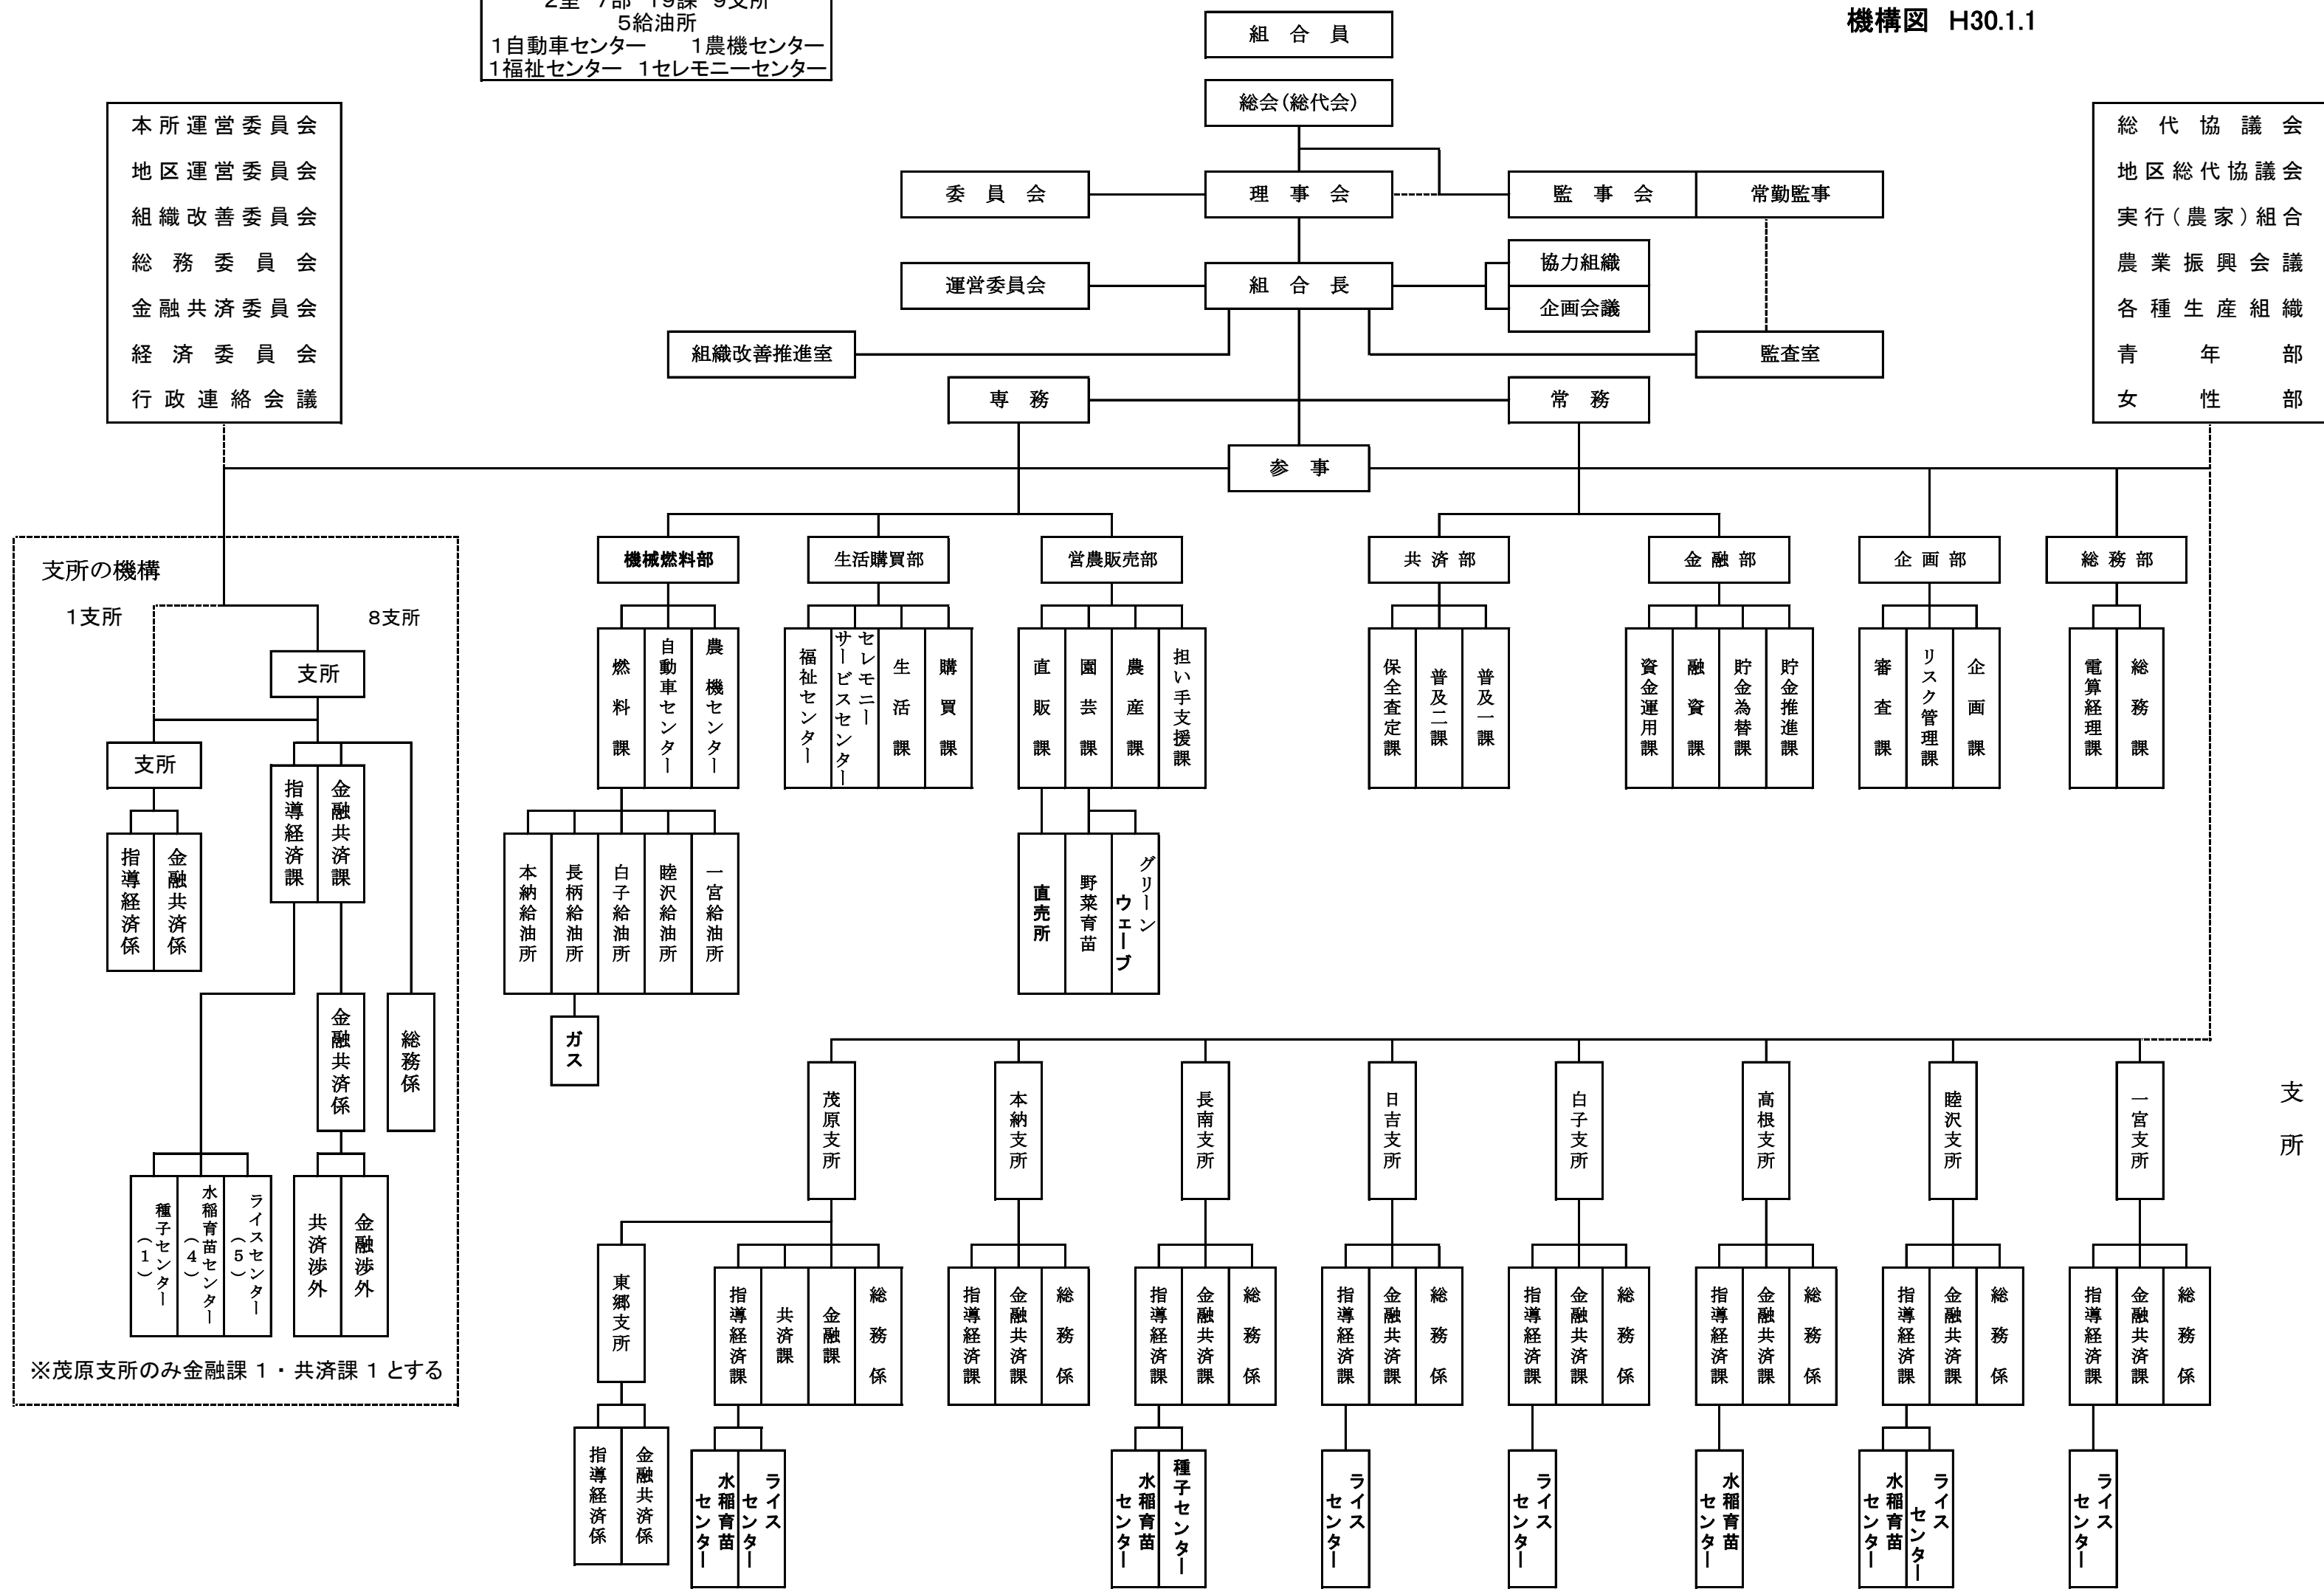 2室 7部 19課 9支所
5給油所
1自動車センター 1農機センター
1福祉センター 1セレモニーセンター
機構図 H30.1.1
組合員
総会(総代会)
本所運営委員会
地区運営委員会
組織改善委員会
総務委員会
金融共済委員会
経済委員会
行政連絡会議
総代協議会
地区総代協議会
実行(農家)組合
農業振興会議
各種生産組織
青年部
女性部
委員会
理事会
監事会
常勤監事
運営委員会
組合長
協力組織
企画会議
組織改善推進室
監査室
専務
常務
参事
機械燃料部
生活購買部
営農販売部
共済部
金融部
企画部
総務部
燃料課
自動車センター
農機センター
福祉センター
セレモニー
サービスセンター
生活課
購買課
直販課
園芸課
農産課
担い手支援課
保全査定課
普及二課
普及一課
資金運用課
融資課
貯金為替課
貯金推進課
審査課
リスク管理課
企画課
電算経理課
総務課
本納給油所
長柄給油所
白子給油所
睦沢給油所
一宮給油所
ガス
直売所
野菜育苗
グリーン
ウェーブ
支所の機構
1支所
8支所
支所
支所
指導経済課
金融共済課
指導経済係
金融共済係
金融共済係
総務係
種子センター
(1)
水稲育苗センター
(4)
ライスセンター
(5)
共済渉外
金融渉外
※茂原支所のみ金融課1・共済課1とする
支所
茂原支所
本納支所
長南支所
日吉支所
白子支所
高根支所
睦沢支所
一宮支所
東郷支所
指導経済課
共済課
金融課
総務係
指導経済課
金融共済課
総務係
指導経済課
金融共済課
総務係
指導経済課
金融共済課
総務係
指導経済課
金融共済課
総務係
指導経済課
金融共済課
総務係
指導経済課
金融共済課
総務係
指導経済課
金融共済課
総務係
指導経済係
金融共済係
水稲育苗
センター
ライス
センター
水稲育苗
センター
種子センター
ライス
センター
ライス
センター
水稲育苗
センター
水稲育苗
センター
ライス
センター
ライス
センター